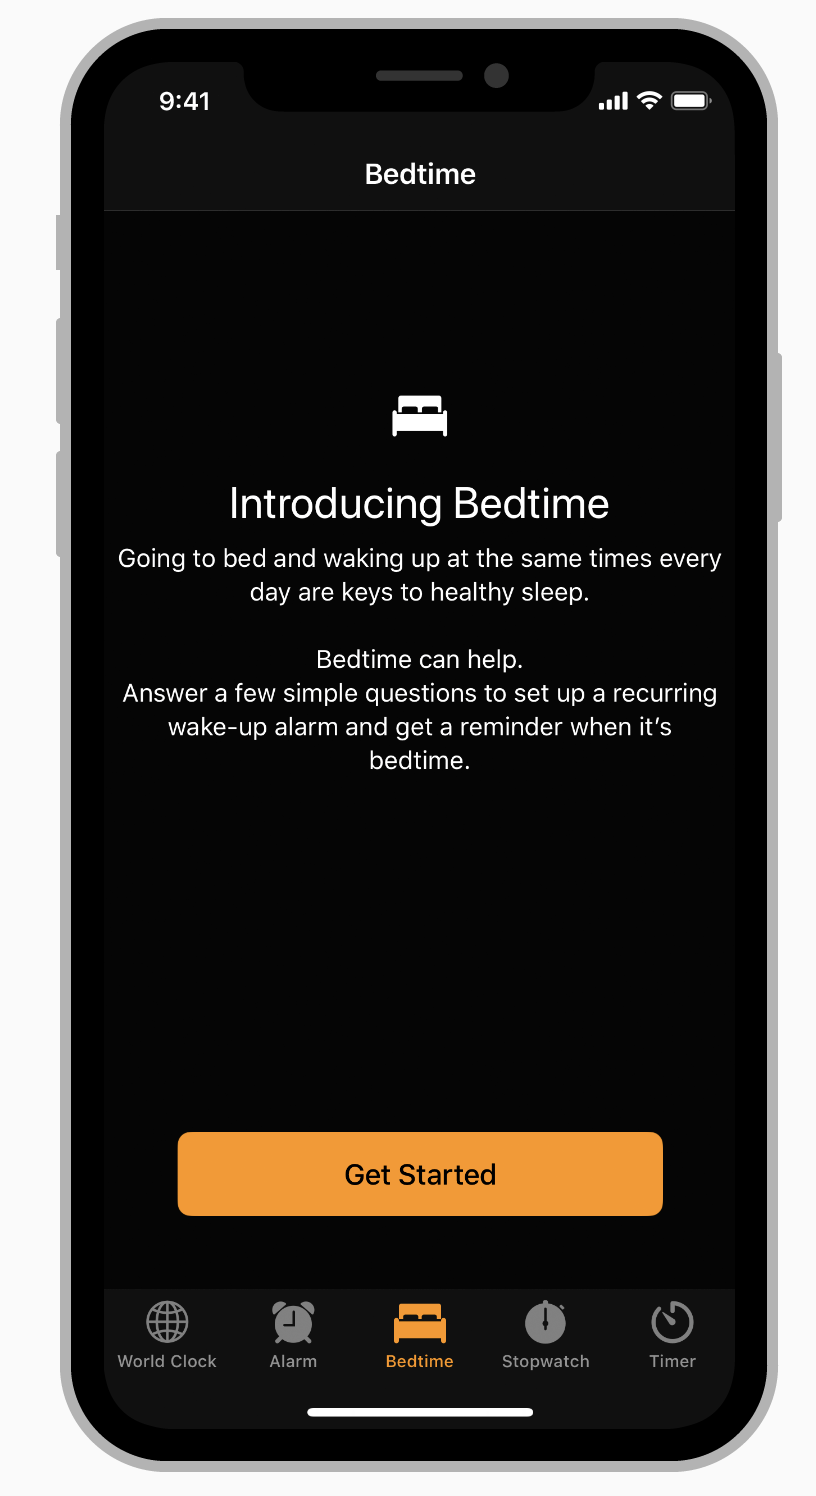 9:41
Bedtime
Introducing Bedtime
Going to bed and waking up at the same times every
day are keys to healthy sleep.
Bedtime can help.
Answer a few simple questions to set up a recurring
wake-up alarm and get a reminder when it’s
bedtime.
Get Started
World Clock Alarm Bedtime Stopwatch Timer